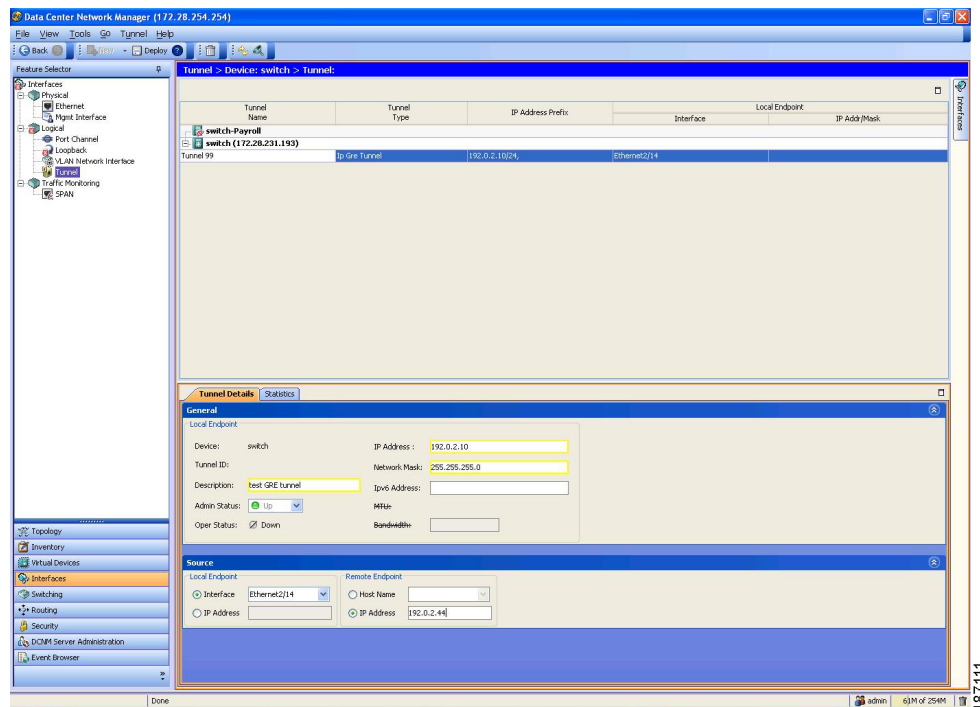 Data Center Network Manager (172.28.254.254)
File View Tools Go Tunnel Help
Back New Deploy
Feature Selector
Interfaces
Physical
Ethernet
Mgmt Interface
Logical
Port Channel
Loopback
VLAN Network Interface
Tunnel
Traffic Monitoring
SPAN
Topology
Inventory
Virtual Devices
Interfaces
Switching
Routing
Security
DCNM Server Administration
Event Browser
Tunnel > Device: switch > Tunnel:
Interfaces
Tunnel Name Tunnel Type IP Address Prefix Local Endpoint
Interface IP Addr/Mask
switch-Payroll
switch (172.28.231.193)
Tunnel 99 Ip Gre Tunnel 192.0.2.10/24, Ethernet2/14
Tunnel Details Statistics
General
Local Endpoint
Device: switch IP Address : 192.0.2.10
Tunnel ID: Network Mask: 255.255.255.0
Description: test GRE tunnel Ipv6 Address:
Admin Status: Up MTU:
Oper Status: Down Bandwidth:
Source
Local Endpoint Remote Endpoint
Interface Ethernet2/14 Host Name
IP Address IP Address 192.0.2.44
Done admin 61M of 254M
187111